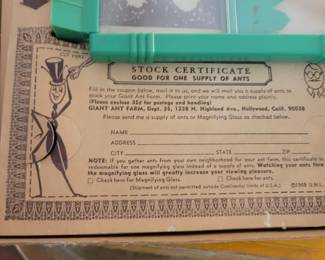 CUT HERE
STOCK CERTIFICATE
GOOD FOR ONE SUPPLY OF ANTS
Fill in the coupon below, mail it to us, and we will mail you a supply of ants to
stock your Giant Ant Farm. Please print your name and address plainly.
(Please enclose 35¢ for postage and handling)
GIANT ANT FARM, Dept. 35, 1238 N. Highland Ave., Hollywood, Calif. 90038
Please send me a supply of ants or Magnifying Glass as checked below.
NAME
ADDRESS
CITY STATE ZIP
NOTE: If you gather ants from your own neighborhood for your ant farm, this certificate is
redeemable for one magnifying glass instead of a supply of ants. Watching your ants thru
the magnifying glass will greatly increase your viewing pleasure.
Check here for Magnifying Glass. Check here for Ants.
(Shipment of ants not permitted outside Continental Limits of U.S.A.) ©1969 U.M.